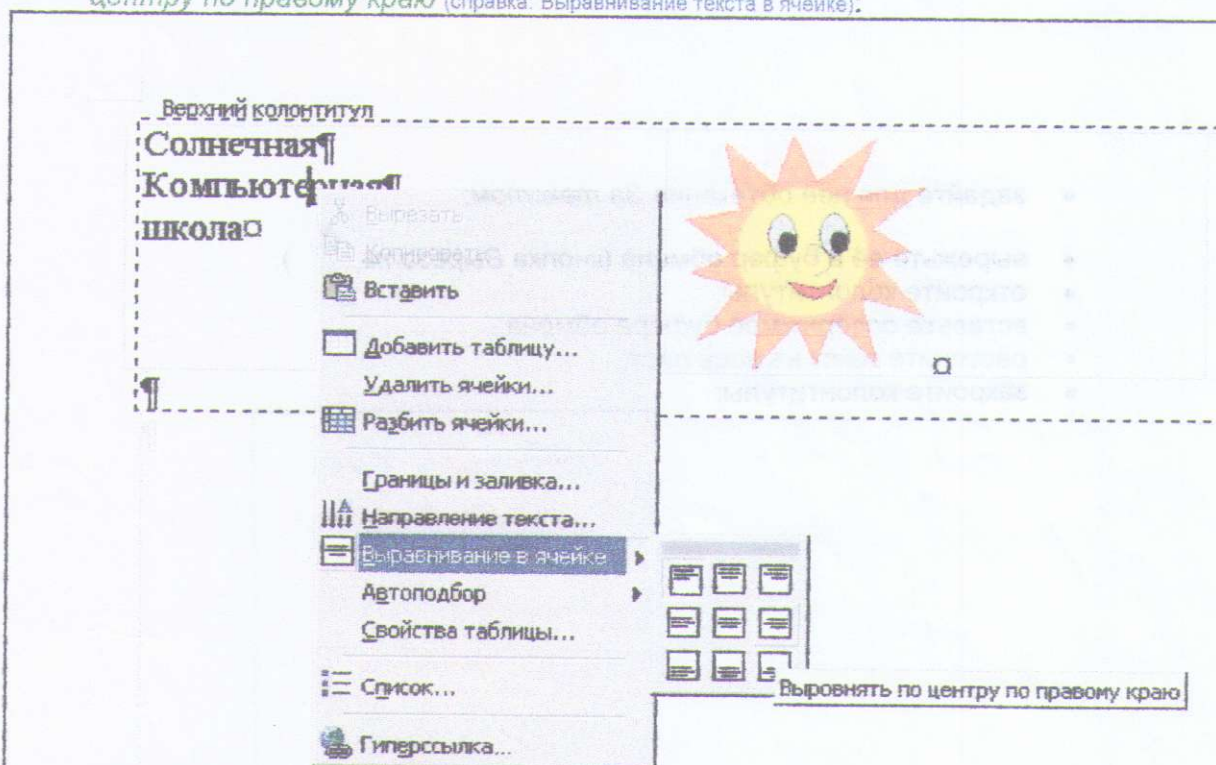 центру по правому краю (справка: Выравнивание текста в ячейке):
Верхний колонтитул
Солнечная¶
Компьютерная¶
школа¤
¤
¶
Вырезать
Копировать
Вставить
Добавить таблицу...
Удалить ячейки...
Разбить ячейки...
Границы и заливка...
Направление текста...
Выравнивание в ячейке
Автоподбор
Свойства таблицы...
Список...
Гиперссылка...
Выровнять по центру по правому краю